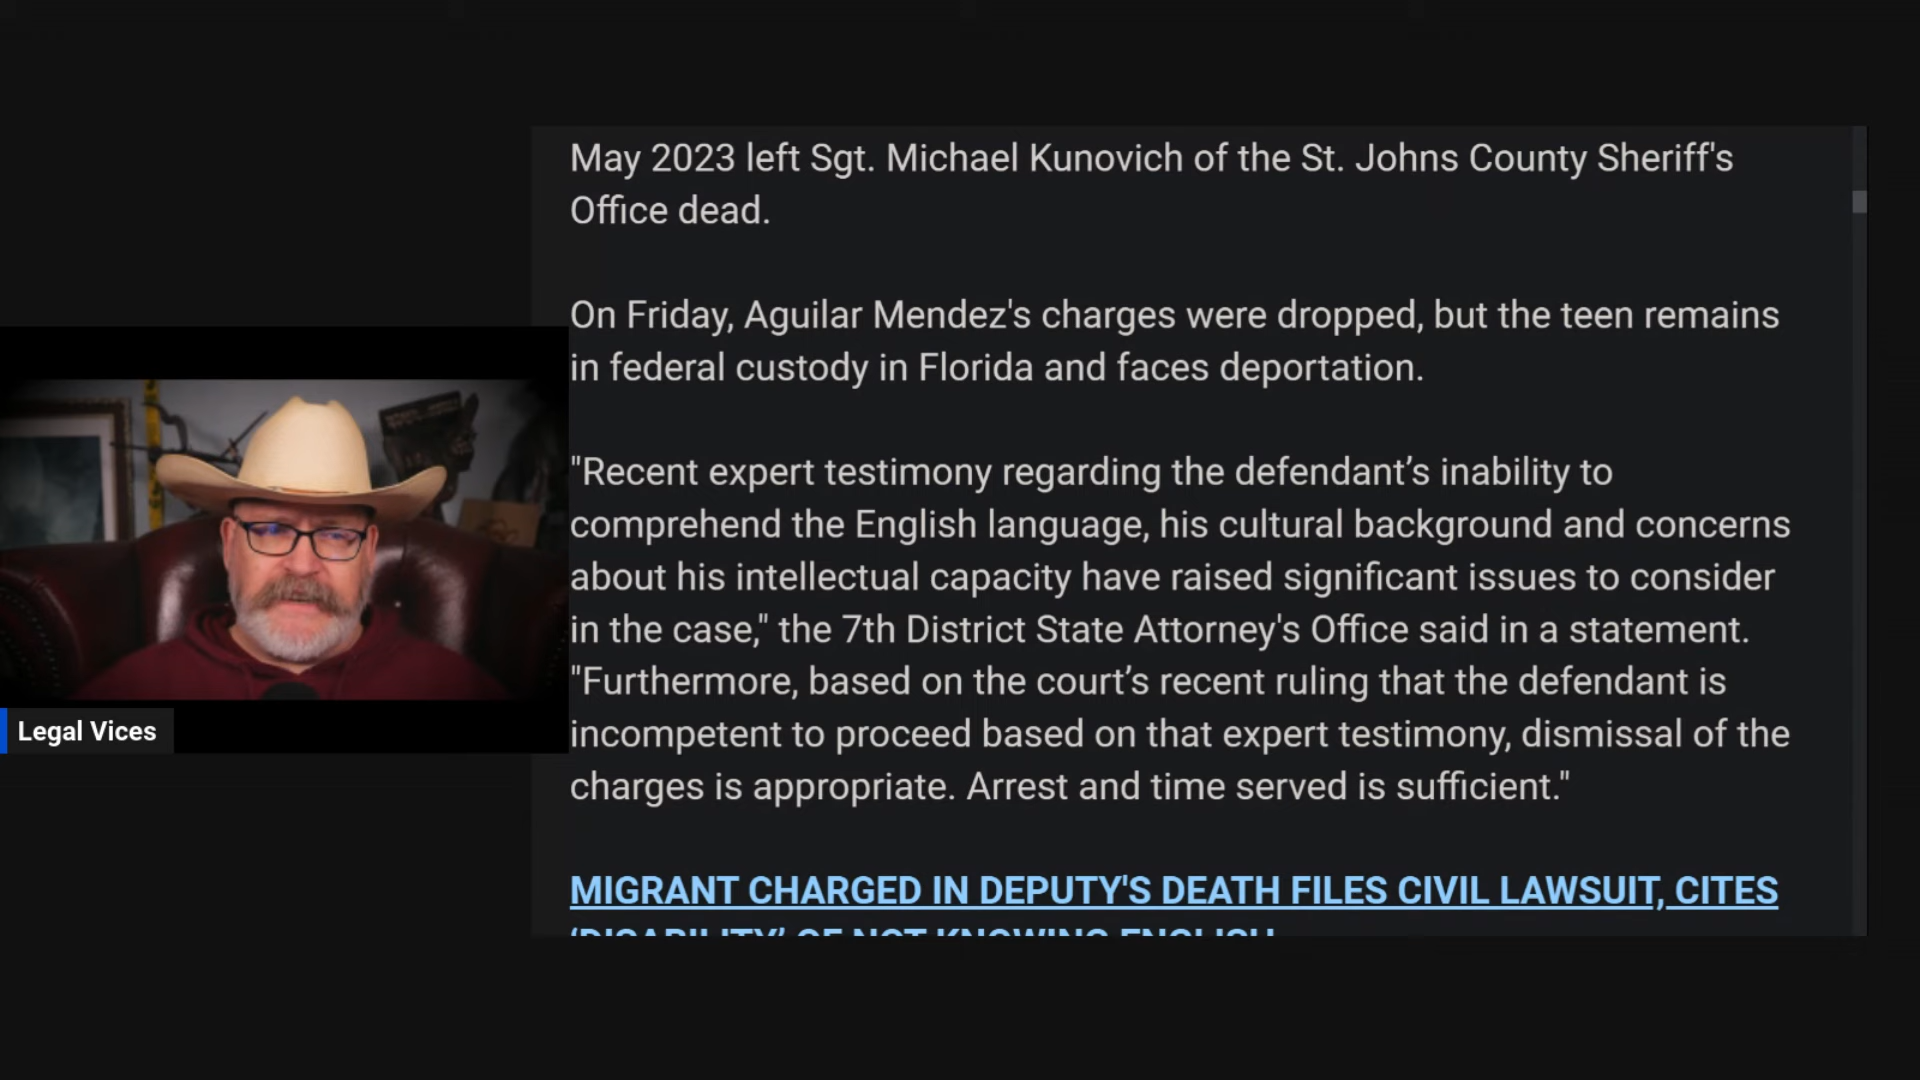 May 2023 left Sgt. Michael Kunovich of the St. Johns County Sheriff's
Office dead.
On Friday, Aguilar Mendez's charges were dropped, but the teen remains
in federal custody in Florida and faces deportation.
"Recent expert testimony regarding the defendant’s inability to
comprehend the English language, his cultural background and concerns
about his intellectual capacity have raised significant issues to consider
in the case," the 7th District State Attorney's Office said in a statement.
"Furthermore, based on the court’s recent ruling that the defendant is
incompetent to proceed based on that expert testimony, dismissal of the
charges is appropriate. Arrest and time served is sufficient."
MIGRANT CHARGED IN DEPUTY'S DEATH FILES CIVIL LAWSUIT, CITES
‘DISABILITY’ OF NOT KNOWING ENGLISH
Legal Vices